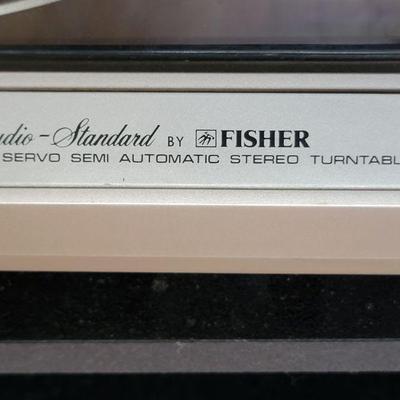 udio-Standard BY FISHER
SERVO SEMI AUTOMATIC STEREO TURNTABL